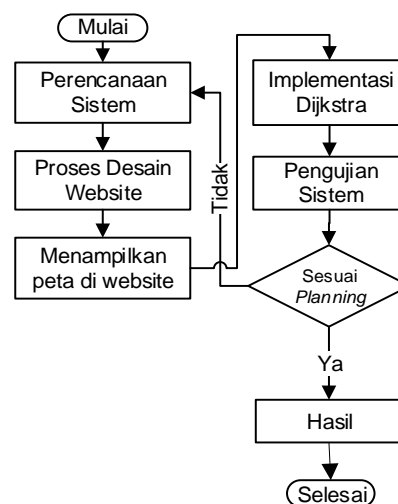 Mulai
Perencanaan
Sistem
Proses Desain
Website
Menampilkan
peta di website
Implementasi
Dijkstra
Pengujian
Sistem
Tidak
Sesuai
Planning
Ya
Hasil
Selesai